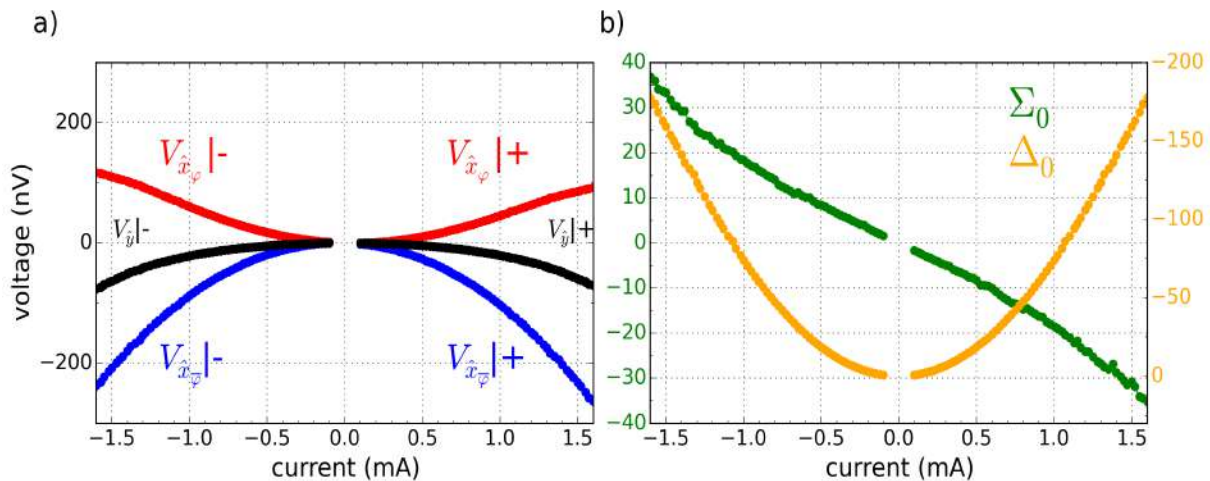 a)
b)
200
0
−200
voltage (nV)
V_{x̂_φ}|-
V_{x̂_φ}|+
V_ŷ|-
V_ŷ|+
V_{x̂_φ̅}|-
V_{x̂_φ̅}|+
−1.5 −1.0 −0.5 0.0 0.5 1.0 1.5
current (mA)
40
30
20
10
0
−10
−20
−30
−40
Σ₀
Δ₀
−200
−150
−100
−50
0
−1.5 −1.0 −0.5 0.0 0.5 1.0 1.5
current (mA)